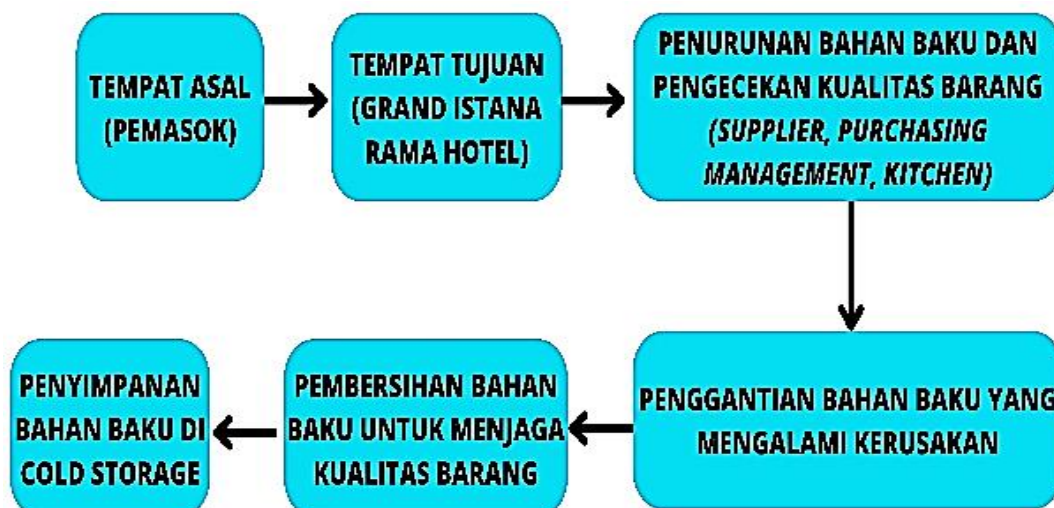 TEMPAT ASAL
(PEMASOK)
TEMPAT TUJUAN
(GRAND ISTANA
RAMA HOTEL)
PENURUNAN BAHAN BAKU DAN
PENGECEKAN KUALITAS BARANG
(SUPPLIER, PURCHASING
MANAGEMENT, KITCHEN)
PENGGANTIAN BAHAN BAKU YANG
MENGALAMI KERUSAKAN
PEMBERSIHAN BAHAN
BAKU UNTUK MENJAGA
KUALITAS BARANG
PENYIMPANAN
BAHAN BAKU DI
COLD STORAGE